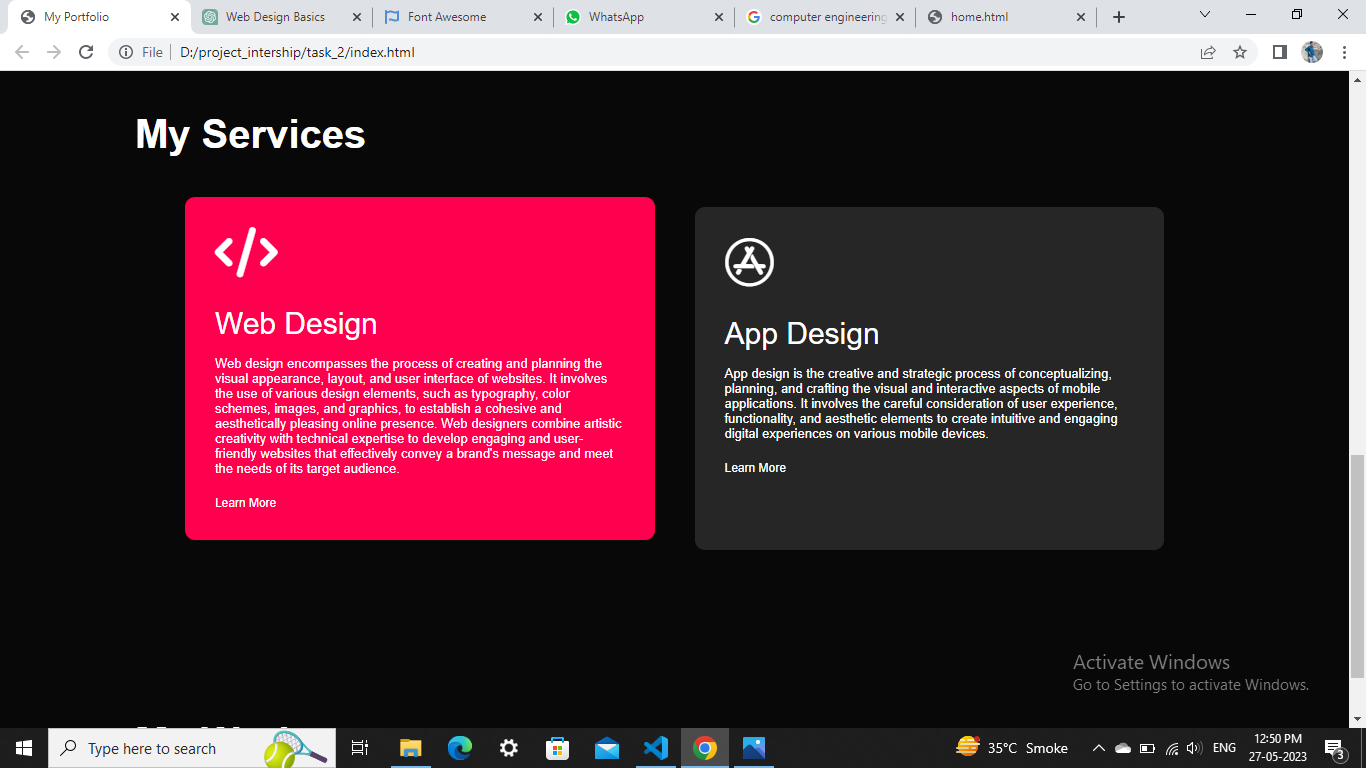 My Portfolio
Web Design Basics
Font Awesome
WhatsApp
computer engineering
home.html
File
D:/project_intership/task_2/index.html
My Services
Web Design
Web design encompasses the process of creating and planning the
visual appearance, layout, and user interface of websites. It involves
the use of various design elements, such as typography, color
schemes, images, and graphics, to establish a cohesive and
aesthetically pleasing online presence. Web designers combine artistic
creativity with technical expertise to develop engaging and user-
friendly websites that effectively convey a brand's message and meet
the needs of its target audience.
Learn More
App Design
App design is the creative and strategic process of conceptualizing,
planning, and crafting the visual and interactive aspects of mobile
applications. It involves the careful consideration of user experience,
functionality, and aesthetic elements to create intuitive and engaging
digital experiences on various mobile devices.
Learn More
Activate Windows
Go to Settings to activate Windows.
Type here to search
35°C Smoke
ENG
12:50 PM
27-05-2023
3